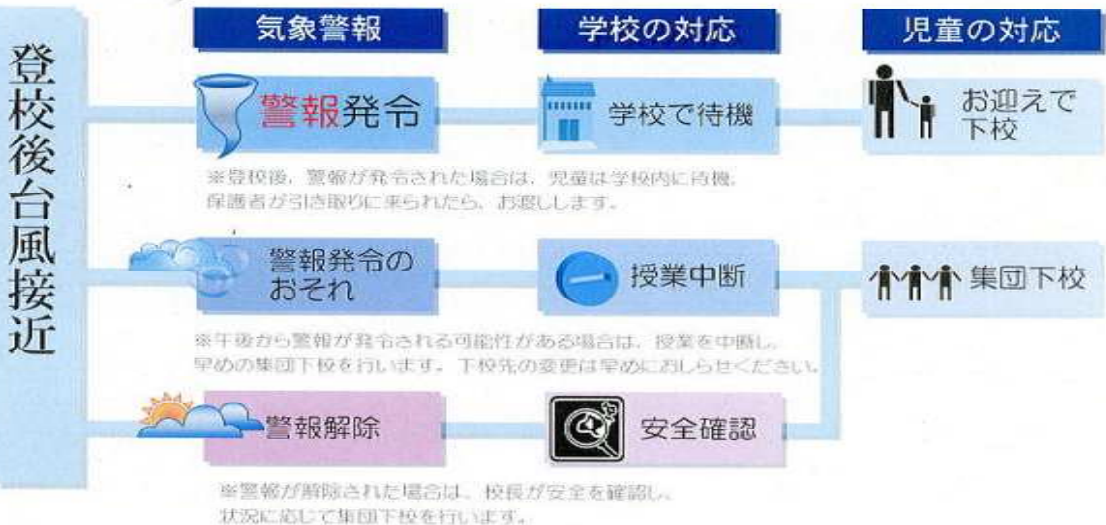 登校後台風接近
気象警報
学校の対応
児童の対応
警報発令
学校で待機
お迎えで
下校
※登校後、警報が発令された場合は、児童は学校内に待機、
保護者が引き取りに来られたら、お渡しします。
警報発令の
おそれ
授業中断
集団下校
※午後から警報が発令される可能性がある場合は、授業を中断し、
早めの集団下校を行います。下校先の変更は早めにおしらせください。
警報解除
安全確認
※警報が解除された場合は、校長が安全を確認し、
状況に応じて集団下校を行います。